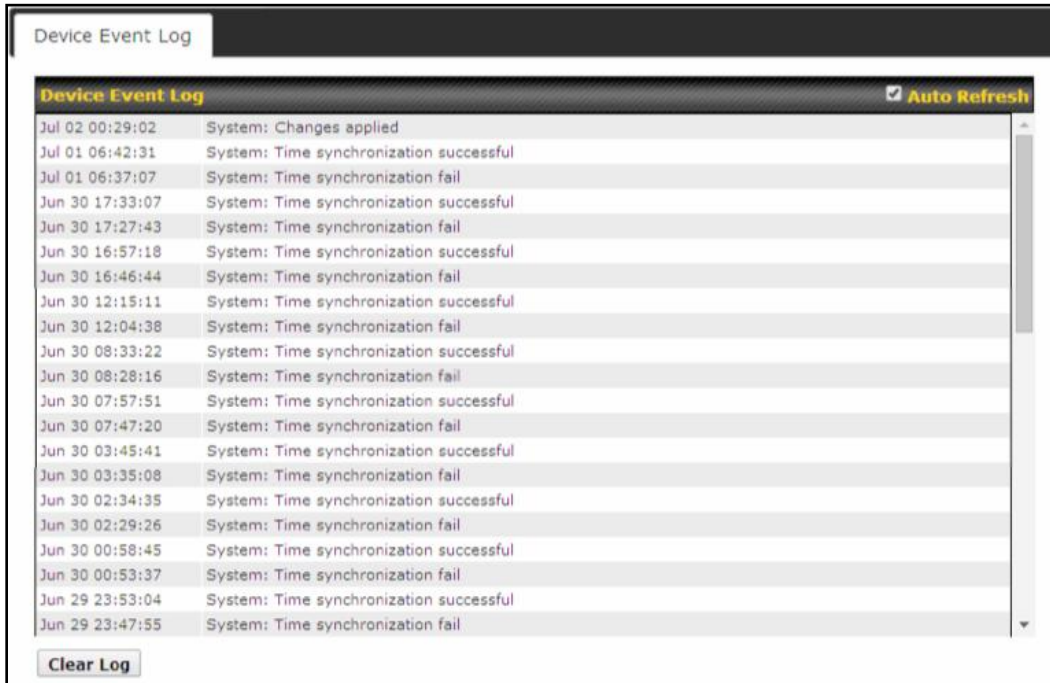 Device Event Log
Device Event Log Auto Refresh
Jul 02 00:29:02 System: Changes applied
Jul 01 06:42:31 System: Time synchronization successful
Jul 01 06:37:07 System: Time synchronization fail
Jun 30 17:33:07 System: Time synchronization successful
Jun 30 17:27:43 System: Time synchronization fail
Jun 30 16:57:18 System: Time synchronization successful
Jun 30 16:46:44 System: Time synchronization fail
Jun 30 12:15:11 System: Time synchronization successful
Jun 30 12:04:38 System: Time synchronization fail
Jun 30 08:33:22 System: Time synchronization successful
Jun 30 08:28:16 System: Time synchronization fail
Jun 30 07:57:51 System: Time synchronization successful
Jun 30 07:47:20 System: Time synchronization fail
Jun 30 03:45:41 System: Time synchronization successful
Jun 30 03:35:08 System: Time synchronization fail
Jun 30 02:34:35 System: Time synchronization successful
Jun 30 02:29:26 System: Time synchronization fail
Jun 30 00:58:45 System: Time synchronization successful
Jun 30 00:53:37 System: Time synchronization fail
Jun 29 23:53:04 System: Time synchronization successful
Jun 29 23:47:55 System: Time synchronization fail
Clear Log